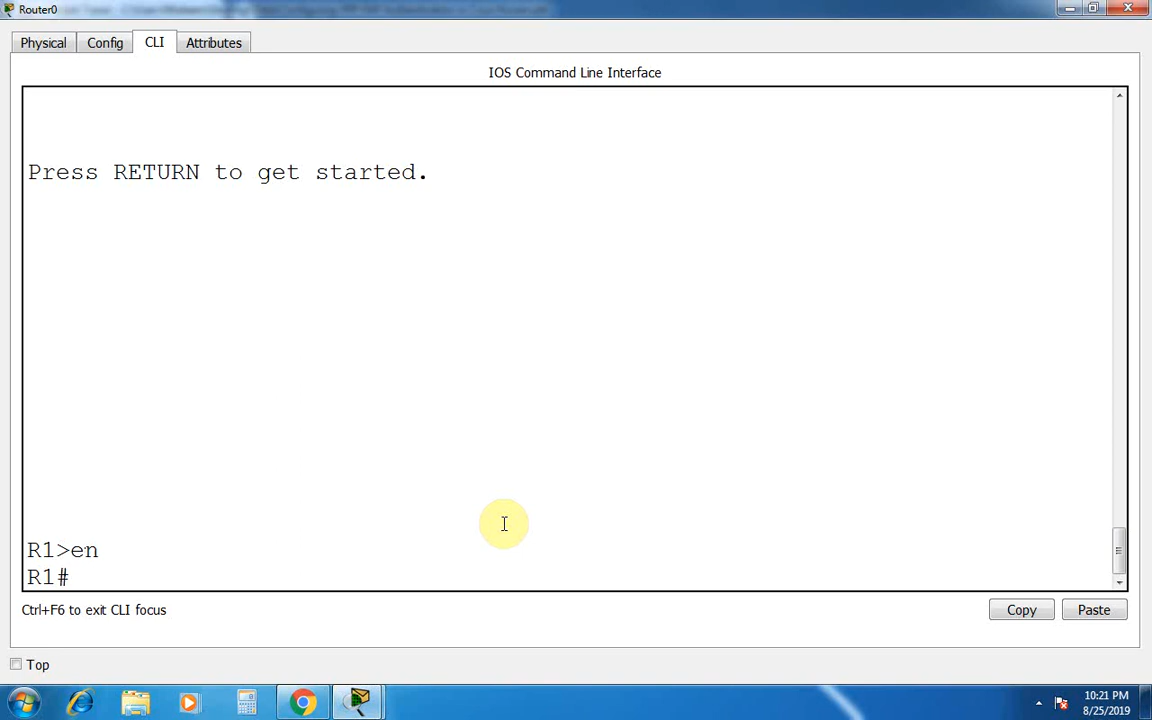 Router0
Physical Config CLI Attributes
IOS Command Line Interface
Press RETURN to get started.
R1>en
R1#
Ctrl+F6 to exit CLI focus
Copy Paste
Top
10:21 PM
8/25/2019